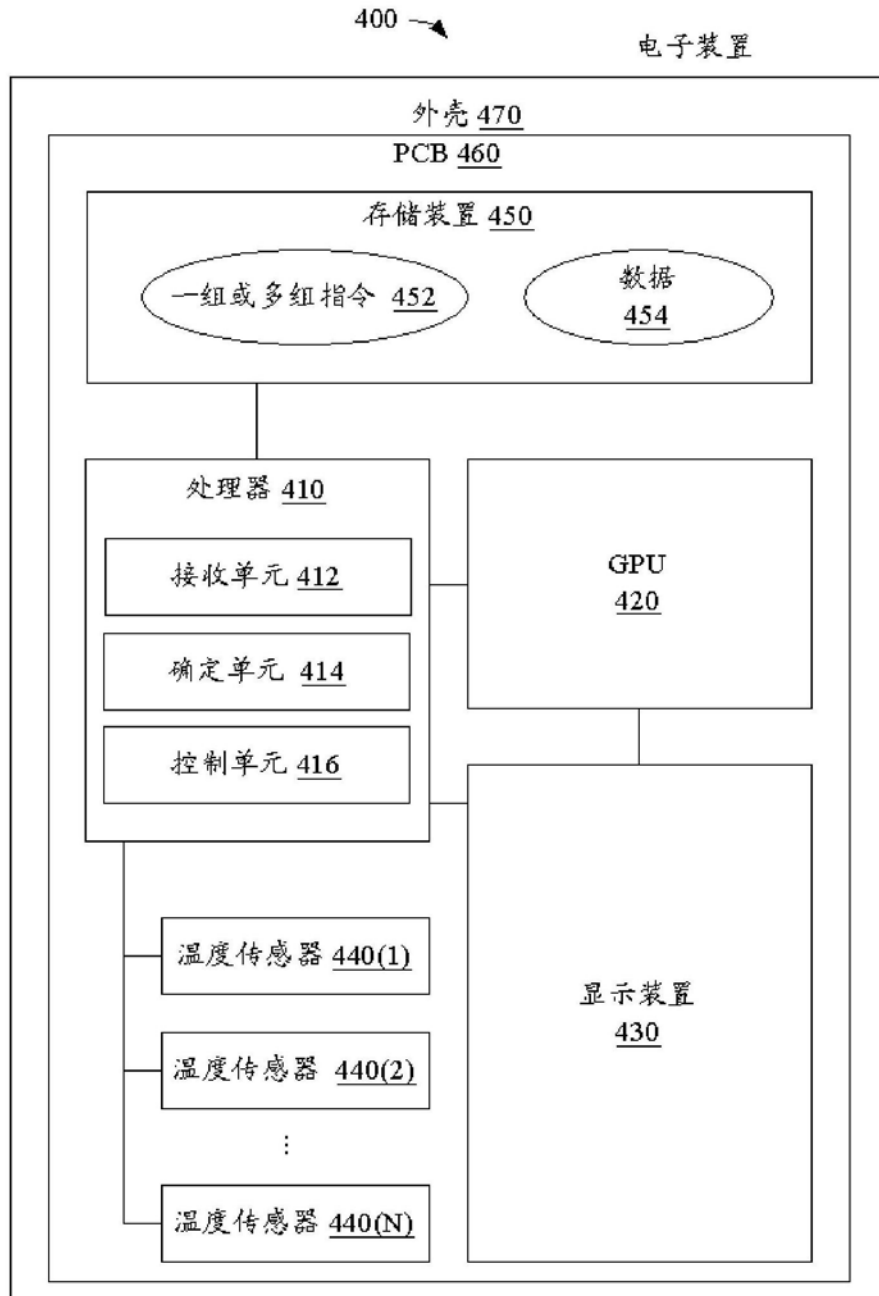 400
电子装置
外壳 470
PCB 460
存储装置 450
一组或多组指令 452
数据
454
处理器 410
接收单元 412
确定单元 414
控制单元 416
GPU
420
显示装置
430
温度传感器 440(1)
温度传感器 440(2)
⋮
温度传感器 440(N)